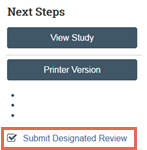 Next Steps
View Study
Printer Version
Submit Designated Review